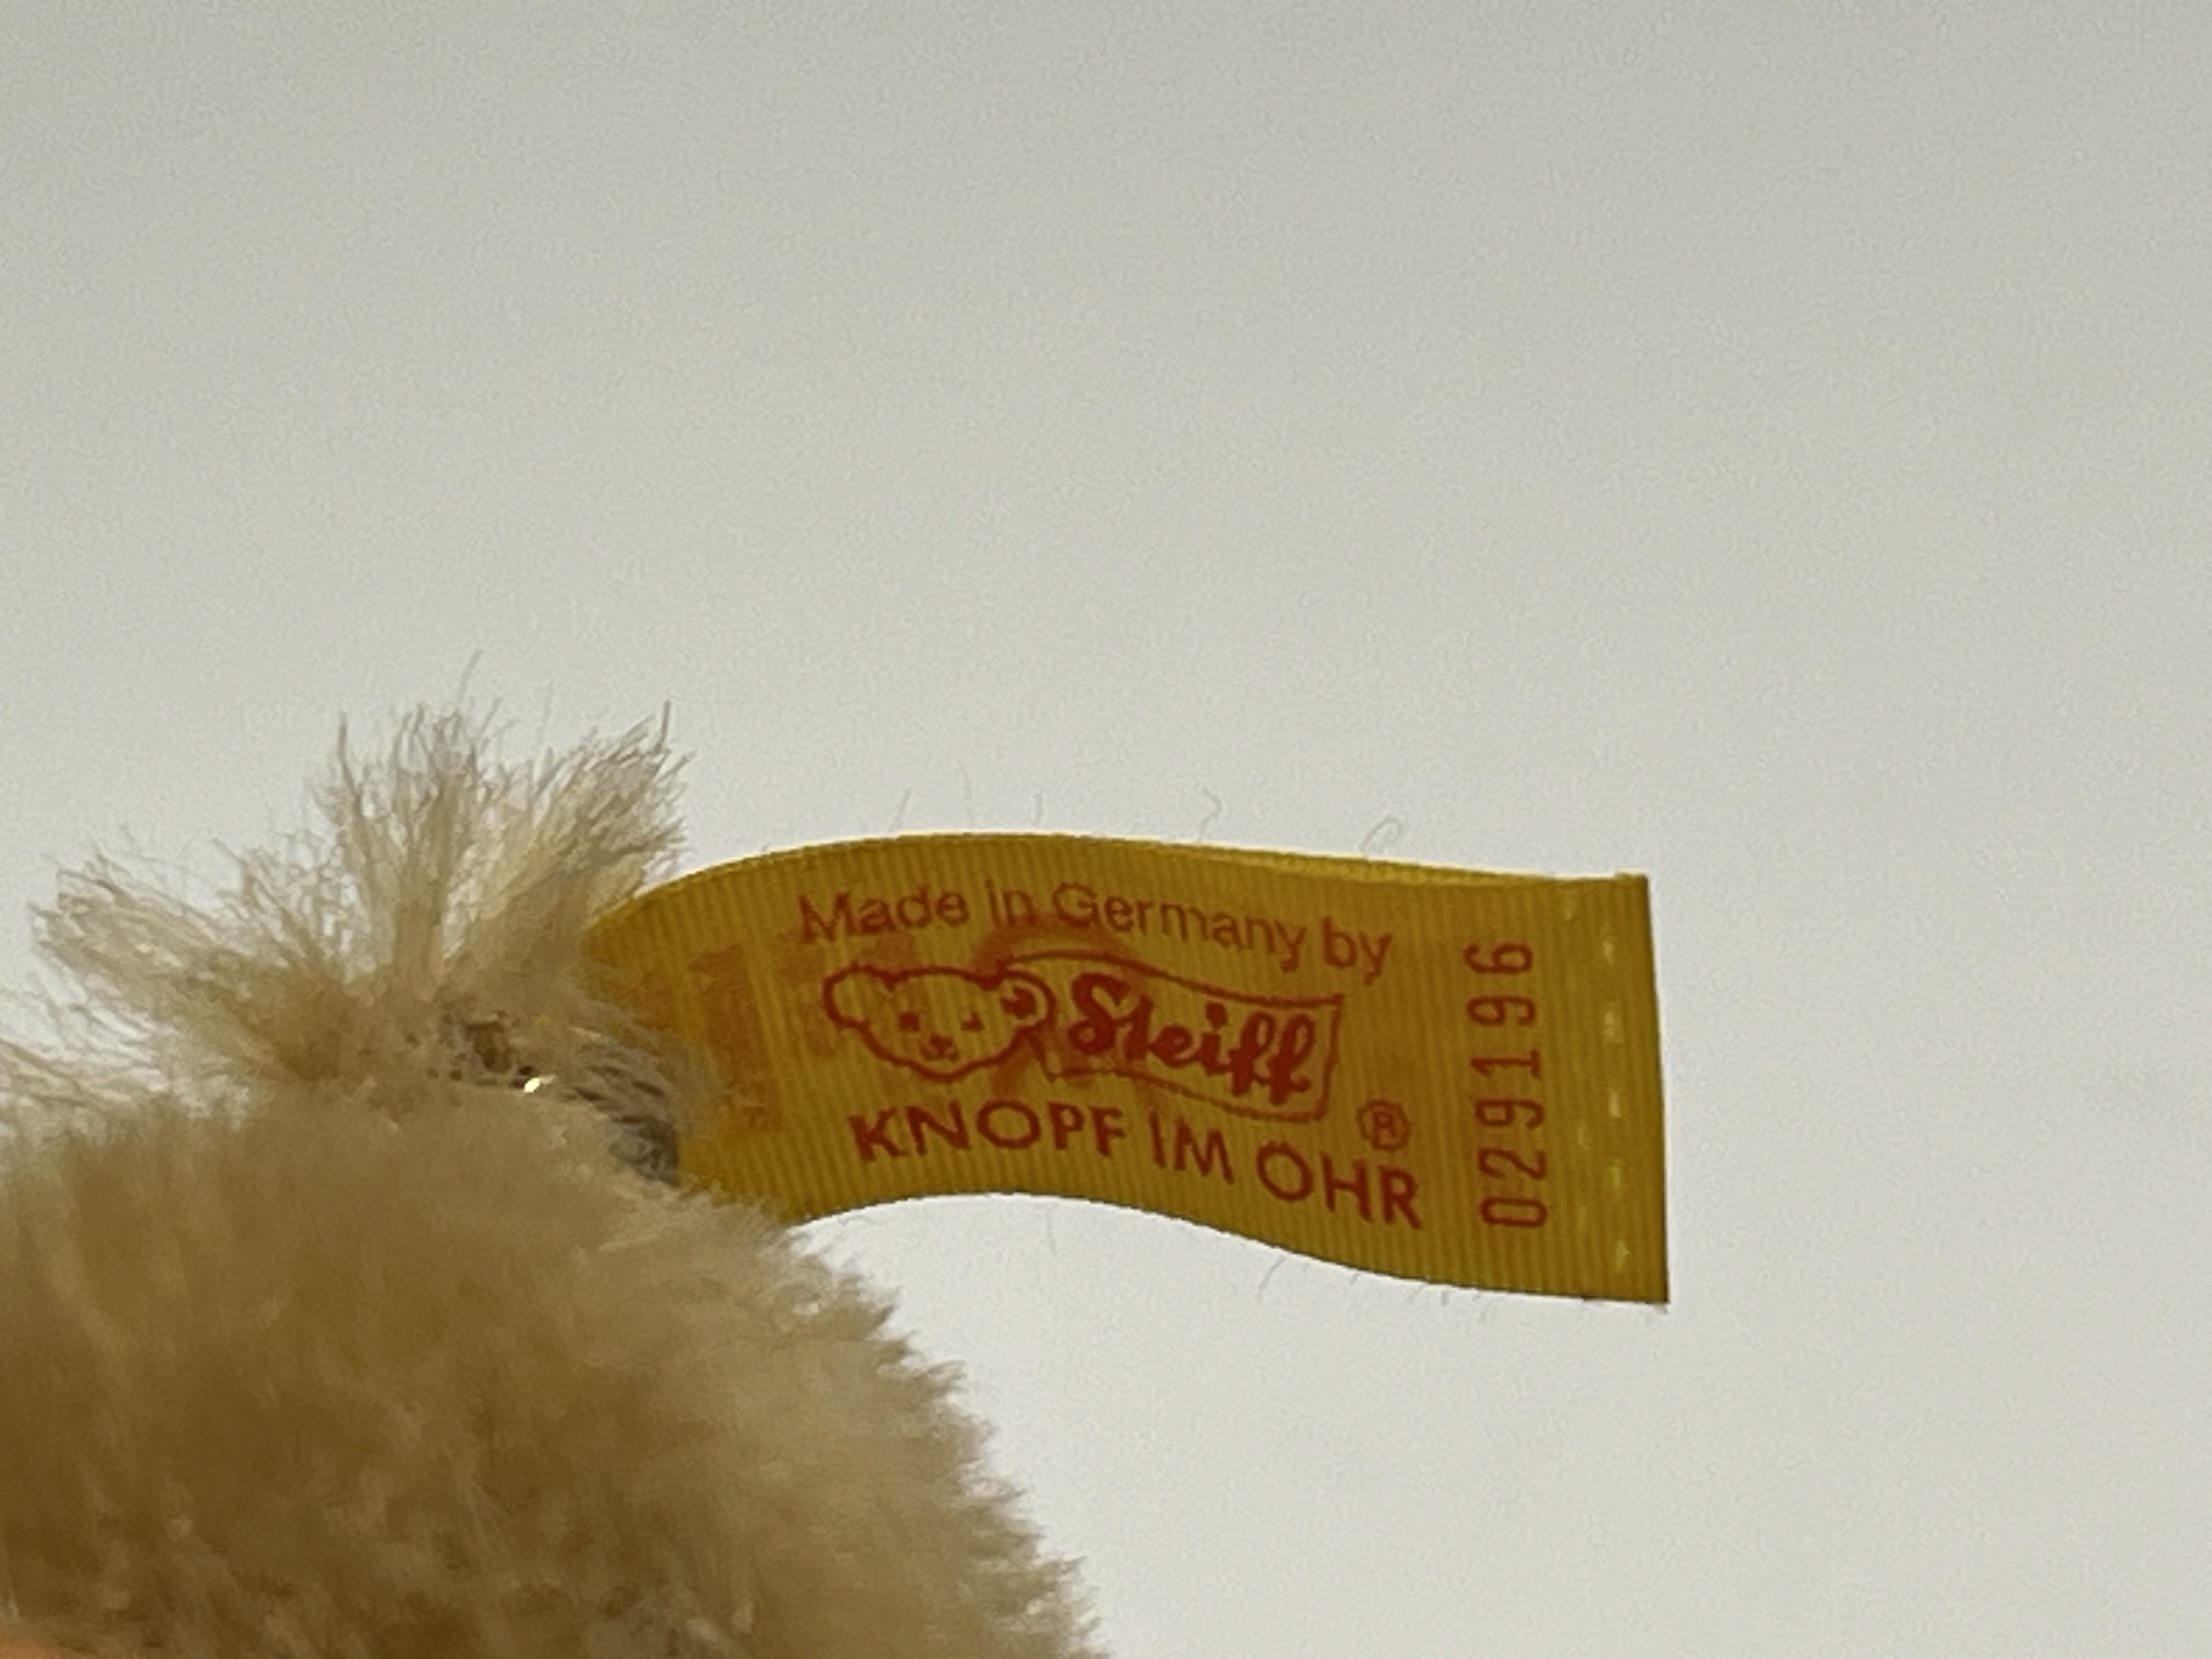 Made in Germany by
Steiff
KNOPF IM OHR ®
029196